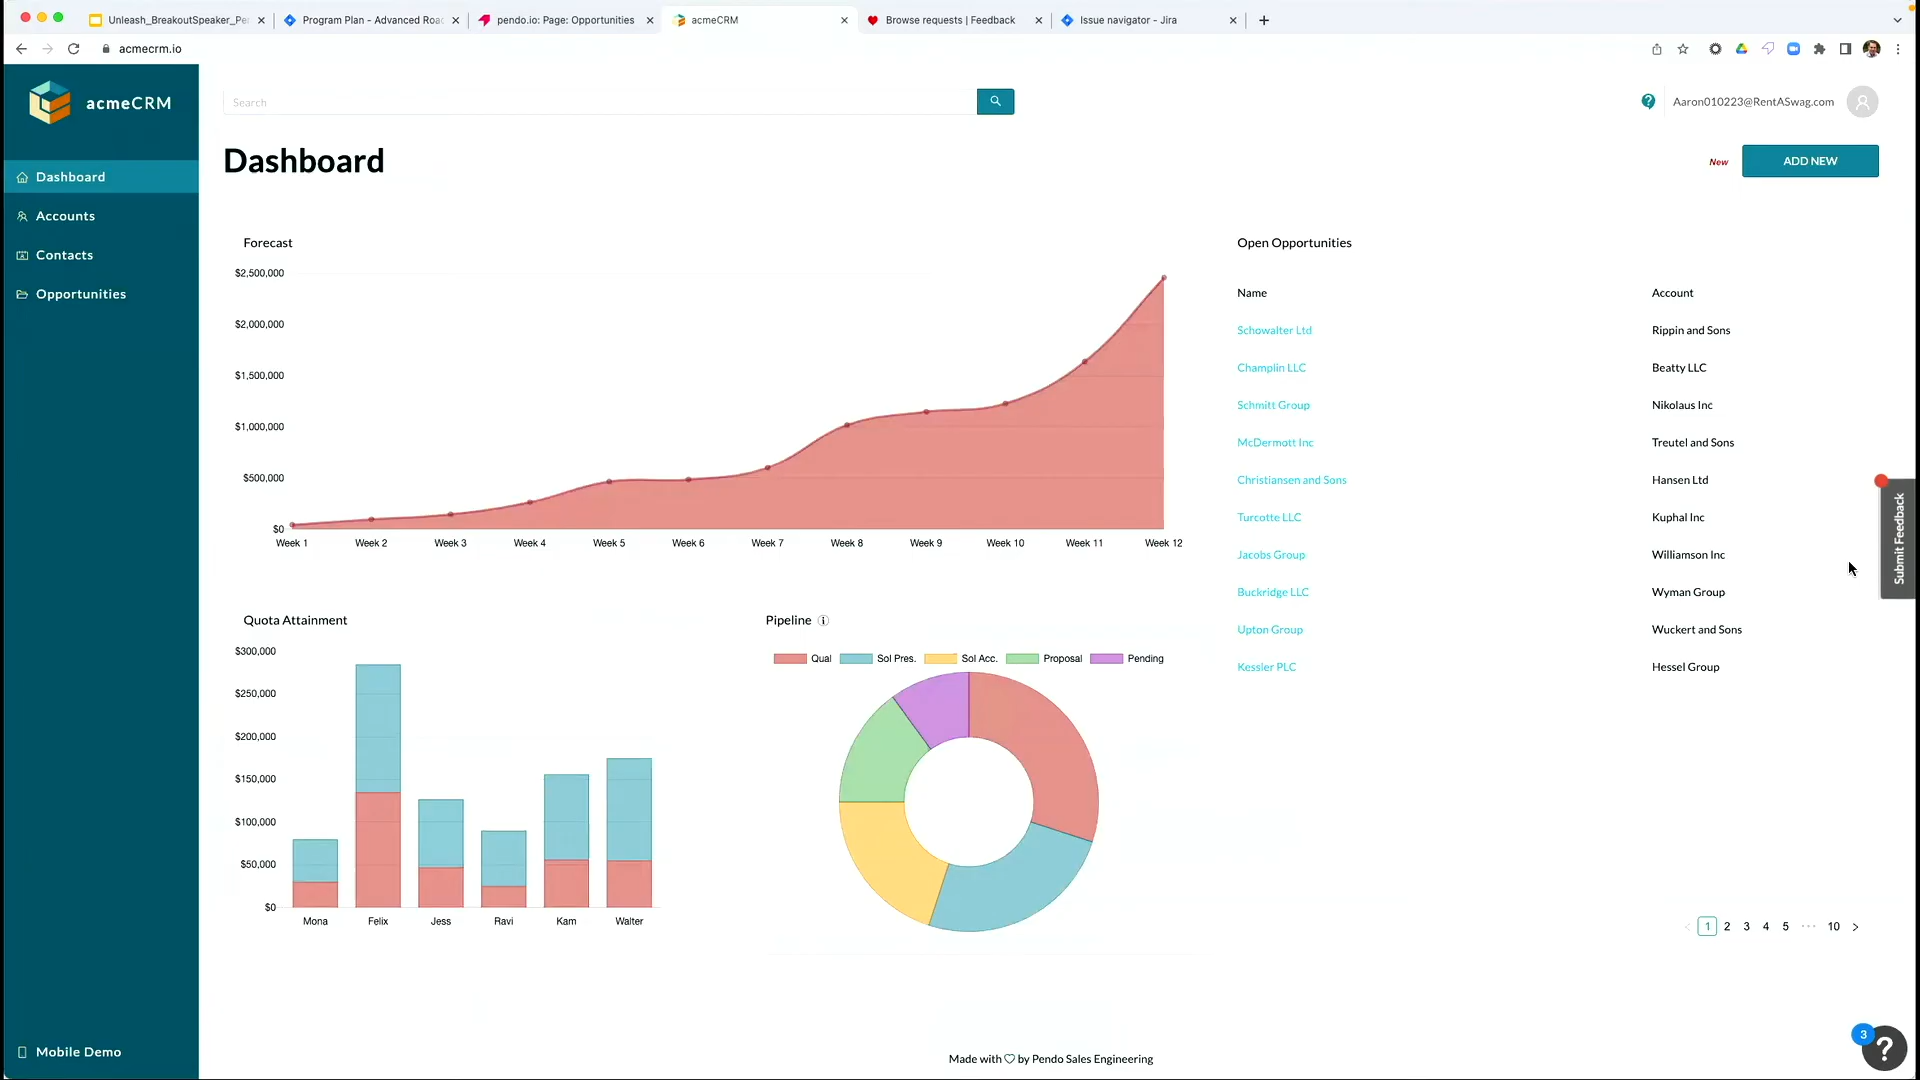 Unleash_BreakoutSpeaker_Pe
Program Plan - Advanced Road
pendo.io: Page: Opportunities
acmeCRM
Browse requests | Feedback
Issue navigator - Jira
acmecrm.io
acmeCRM
Search
Aaron010223@RentASwag.com
Dashboard
New
ADD NEW
Dashboard
Accounts
Contacts
Opportunities
Mobile Demo
Forecast
$2,500,000
$2,000,000
$1,500,000
$1,000,000
$500,000
$0
Week 1 Week 2 Week 3 Week 4 Week 5 Week 6 Week 7 Week 8 Week 9 Week 10 Week 11 Week 12
Open Opportunities
Name Account
Schowalter Ltd Rippin and Sons
Champlin LLC Beatty LLC
Schmitt Group Nikolaus Inc
McDermott Inc Treutel and Sons
Christiansen and Sons Hansen Ltd
Turcotte LLC Kuphal Inc
Jacobs Group Williamson Inc
Buckridge LLC Wyman Group
Upton Group Wuckert and Sons
Kessler PLC Hessel Group
Submit Feedback
Quota Attainment
$300,000
$250,000
$200,000
$150,000
$100,000
$50,000
$0
Mona Felix Jess Ravi Kam Walter
Pipeline
Qual Sol Pres. Sol Acc. Proposal Pending
1 2 3 4 5 ··· 10
Made with ♡ by Pendo Sales Engineering
3
?